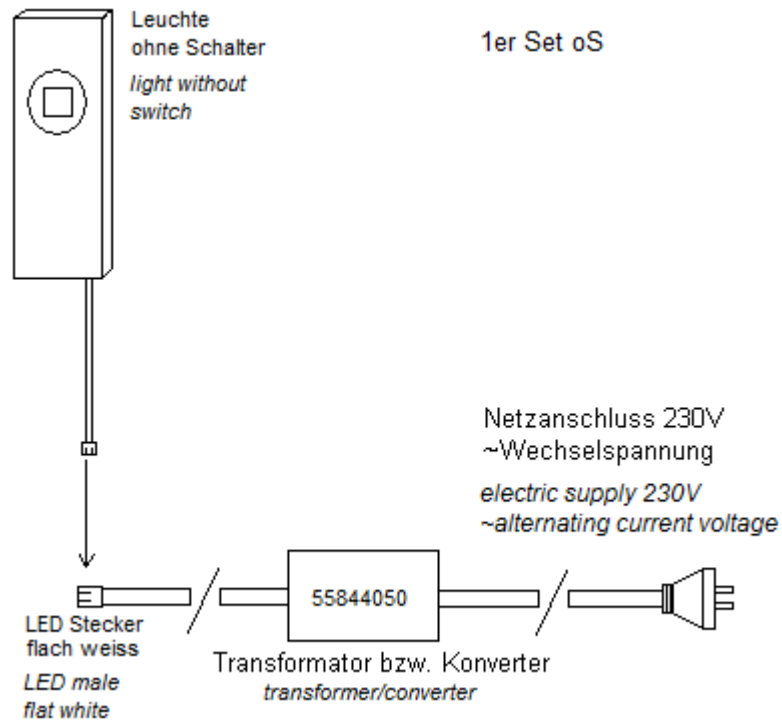 Leuchte
ohne Schalter
light without
switch
1er Set oS
Netzanschluss 230V
~Wechselspannung
electric supply 230V
~alternating current voltage
55844050
LED Stecker
flach weiss
LED male
flat white
Transformator bzw. Konverter
transformer/converter